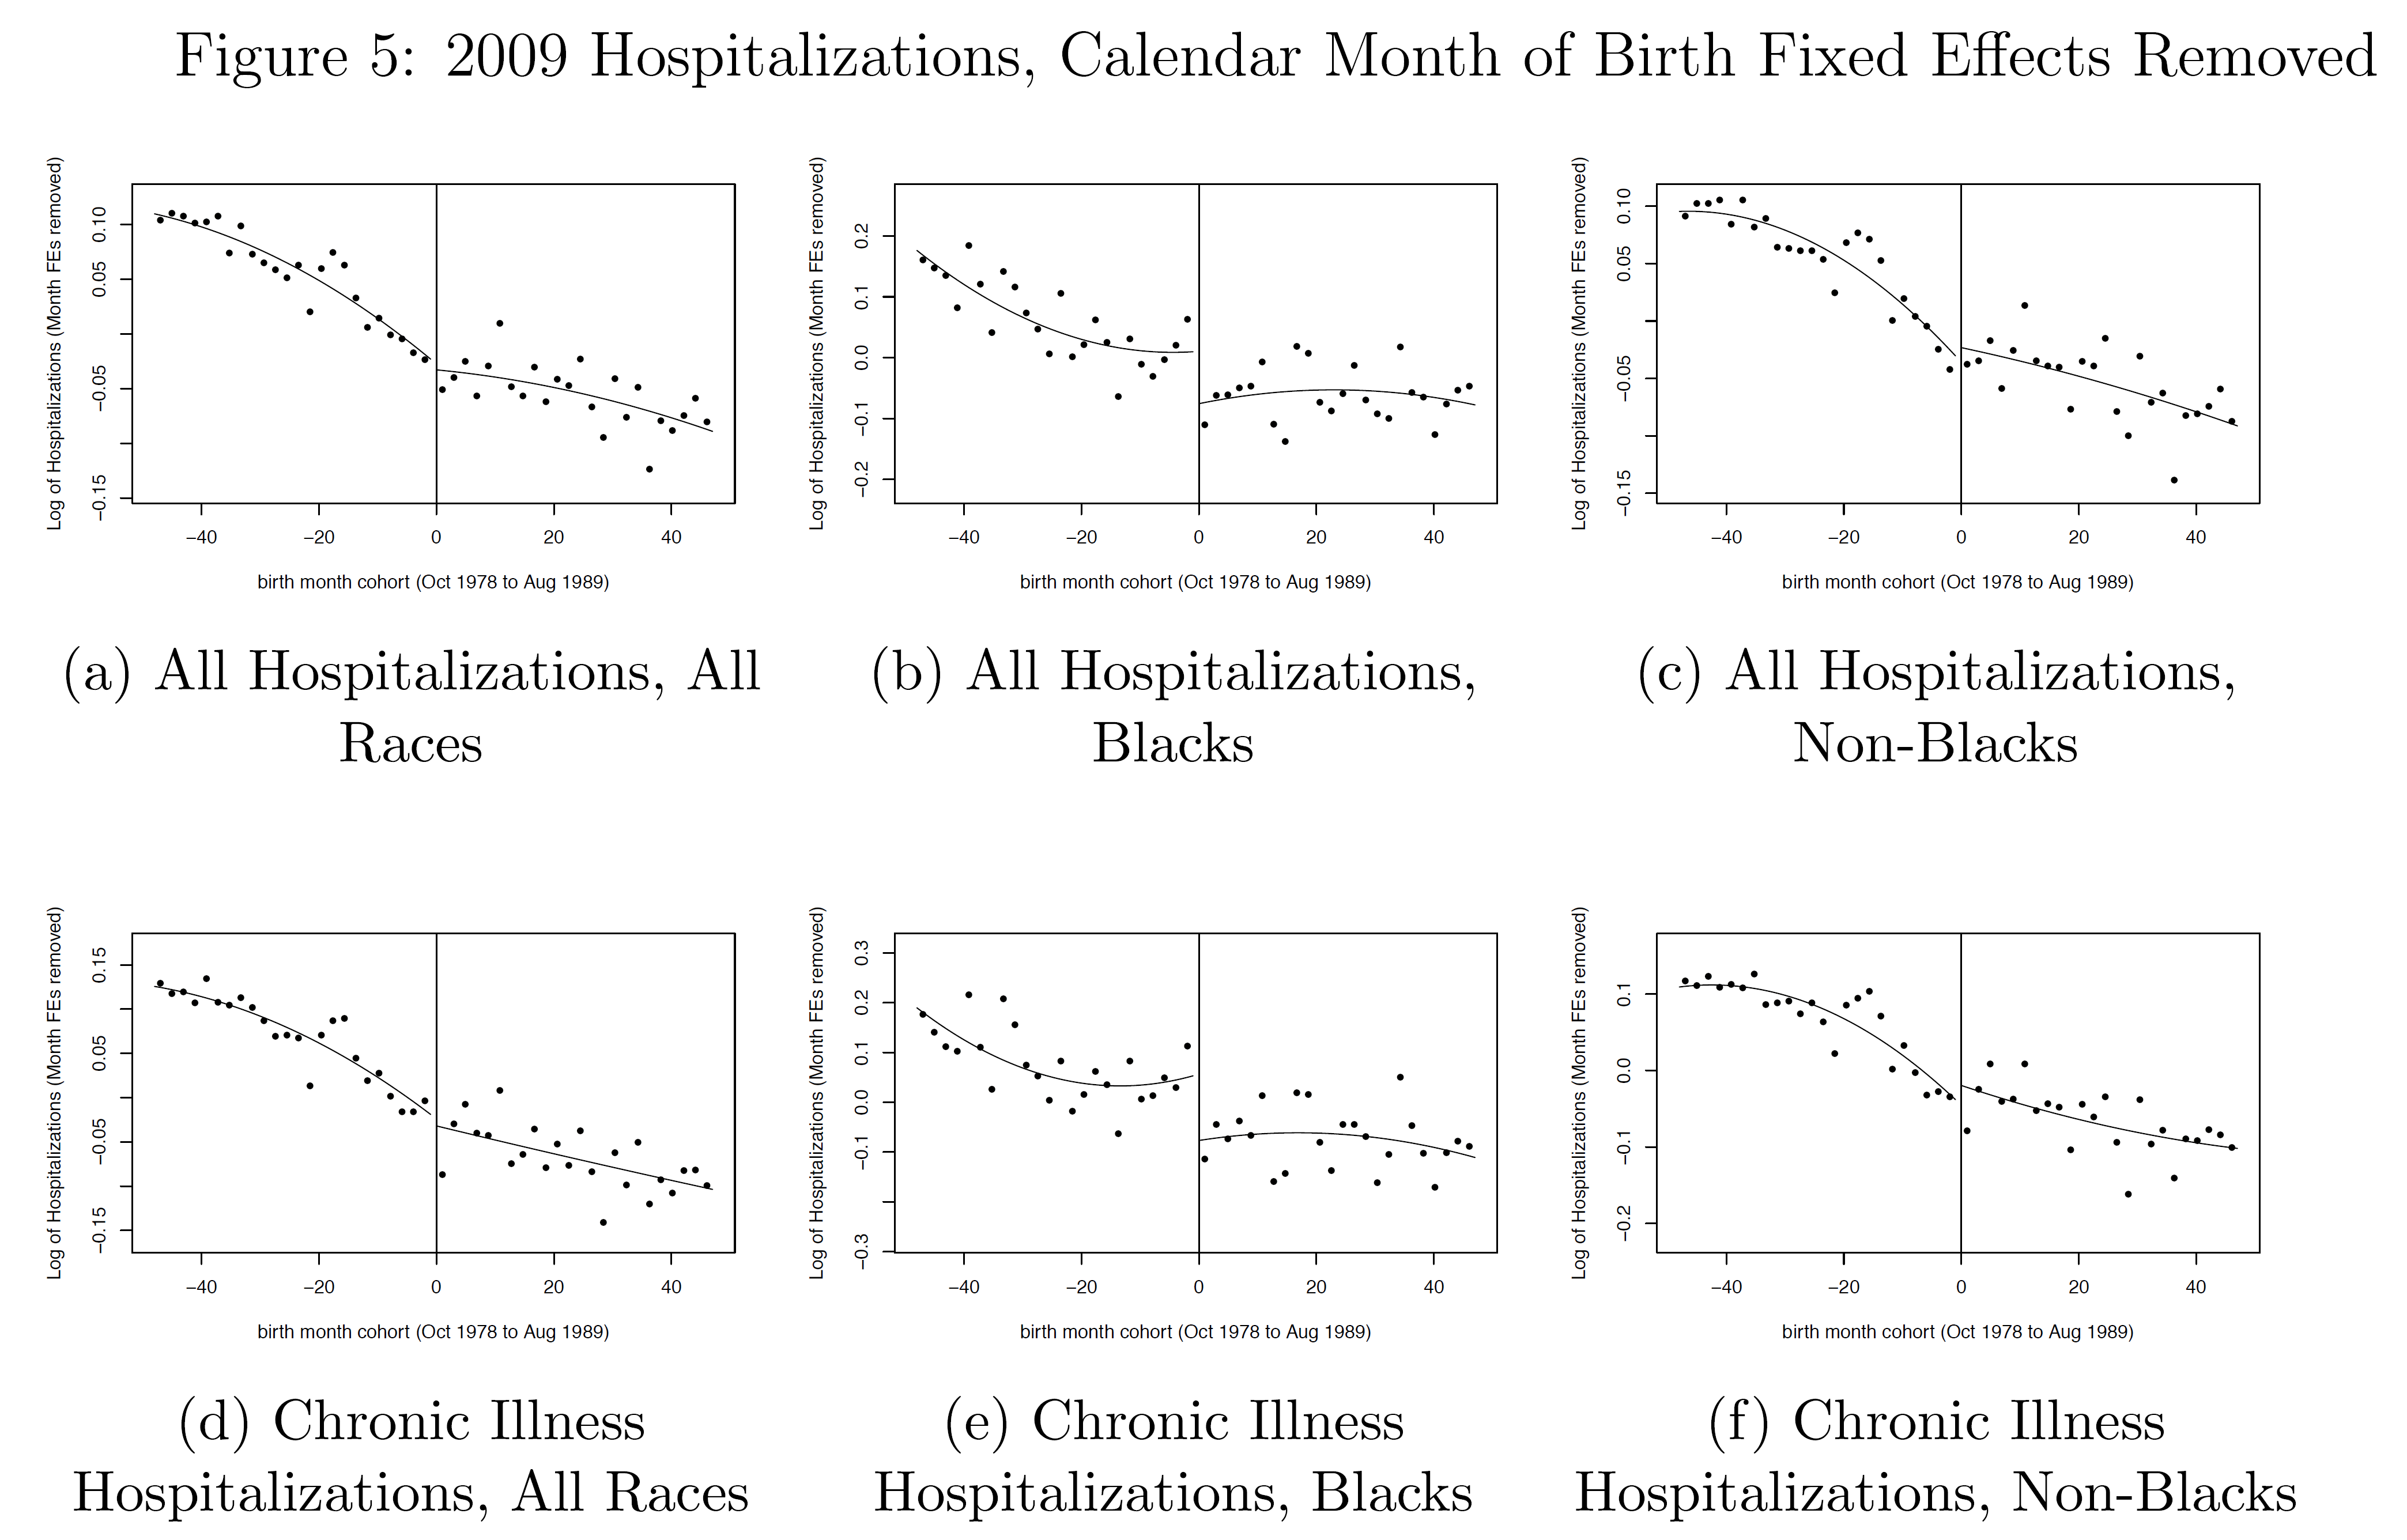 Figure 5: 2009 Hospitalizations, Calendar Month of Birth Fixed Effects Removed
Log of Hospitalizations (Month FEs removed)
0.10
0.05
−0.05
−0.15
−40 −20 0 20 40
birth month cohort (Oct 1978 to Aug 1989)
(a) All Hospitalizations, All
Races
Log of Hospitalizations (Month FEs removed)
0.2
0.1
0.0
−0.1
−0.2
−40 −20 0 20 40
birth month cohort (Oct 1978 to Aug 1989)
(b) All Hospitalizations,
Blacks
Log of Hospitalizations (Month FEs removed)
0.10
0.05
−0.05
−0.15
−40 −20 0 20 40
birth month cohort (Oct 1978 to Aug 1989)
(c) All Hospitalizations,
Non-Blacks
Log of Hospitalizations (Month FEs removed)
0.15
0.05
−0.05
−0.15
−40 −20 0 20 40
birth month cohort (Oct 1978 to Aug 1989)
(d) Chronic Illness
Hospitalizations, All Races
Log of Hospitalizations (Month FEs removed)
0.3
0.2
0.1
0.0
−0.1
−0.3
−40 −20 0 20 40
birth month cohort (Oct 1978 to Aug 1989)
(e) Chronic Illness
Hospitalizations, Blacks
Log of Hospitalizations (Month FEs removed)
0.1
0.0
−0.1
−0.2
−40 −20 0 20 40
birth month cohort (Oct 1978 to Aug 1989)
(f) Chronic Illness
Hospitalizations, Non-Blacks